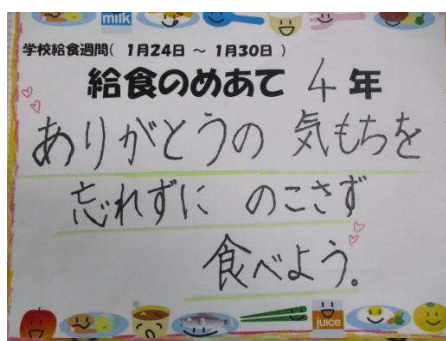 milk
学校給食週間( 1月24日 ~ 1月30日 )
給食のめあて 4年
ありがとうの 気もちを
忘れずに のこさず
食べよう。
juice